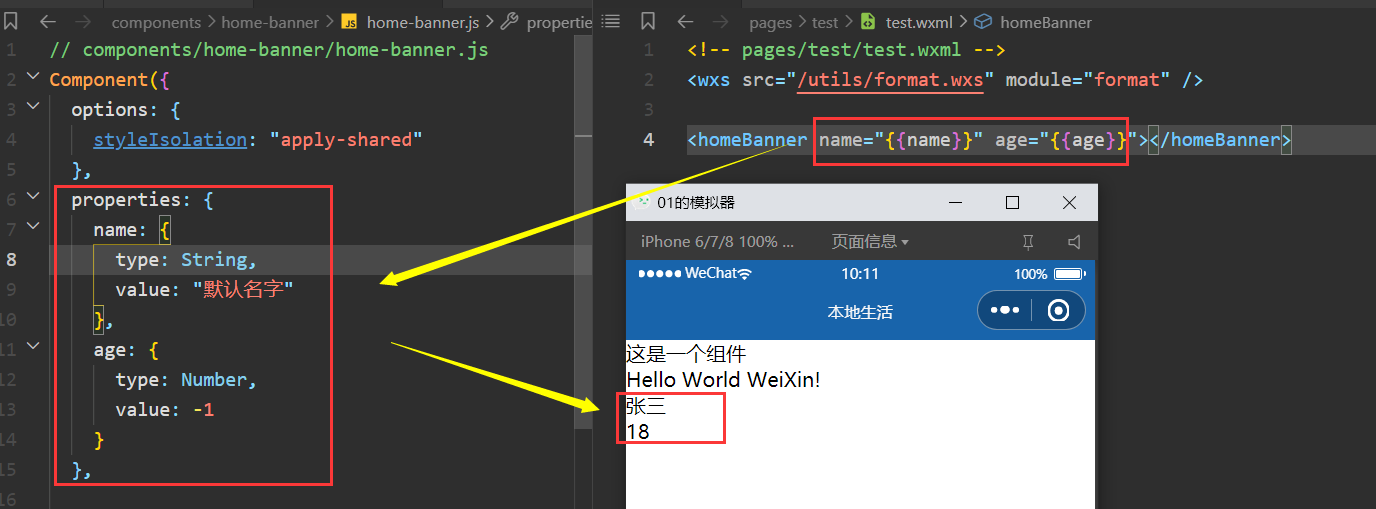 components › home-banner › JS home-banner.js › propertie
1 // components/home-banner/home-banner.js
2 Component({
3 options: {
4 styleIsolation: "apply-shared"
5 },
6 properties: {
7 name: {
8 type: String,
9 value: "默认名字"
10 },
11 age: {
12 type: Number,
13 value: -1
14 }
15 },
16
pages › test › test.wxml › homeBanner
1 <!-- pages/test/test.wxml -->
2 <wxs src="/utils/format.wxs" module="format" />
3
4 <homeBanner name="{{name}}" age="{{age}}"></homeBanner>
01的模拟器
iPhone 6/7/8 100% ... 页面信息
WeChat 10:11 100%
本地生活
这是一个组件
Hello World WeiXin!
张三
18